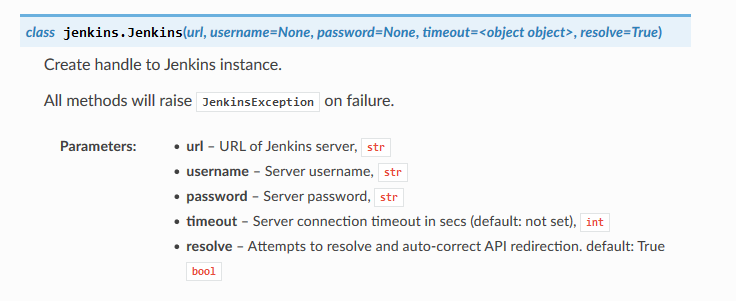 class jenkins.Jenkins(url, username=None, password=None, timeout=<object object>, resolve=True)
Create handle to Jenkins instance.
All methods will raise JenkinsException on failure.
Parameters:
• url – URL of Jenkins server, str
• username – Server username, str
• password – Server password, str
• timeout – Server connection timeout in secs (default: not set), int
• resolve – Attempts to resolve and auto-correct API redirection. default: True
bool